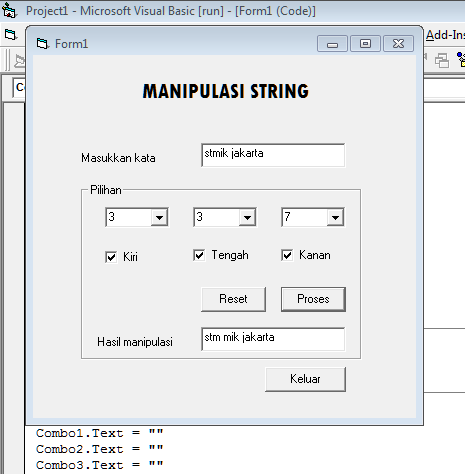 Project1 - Microsoft Visual Basic [run] - [Form1 (Code)]
Form1
Add-Ins
MANIPULASI STRING
Masukkan kata
stmik jakarta
Pilihan
3 3 7
Kiri Tengah Kanan
Reset Proses
Hasil manipulasi
stm mik jakarta
Keluar
Combo1.Text = ""
Combo2.Text = ""
Combo3.Text = ""